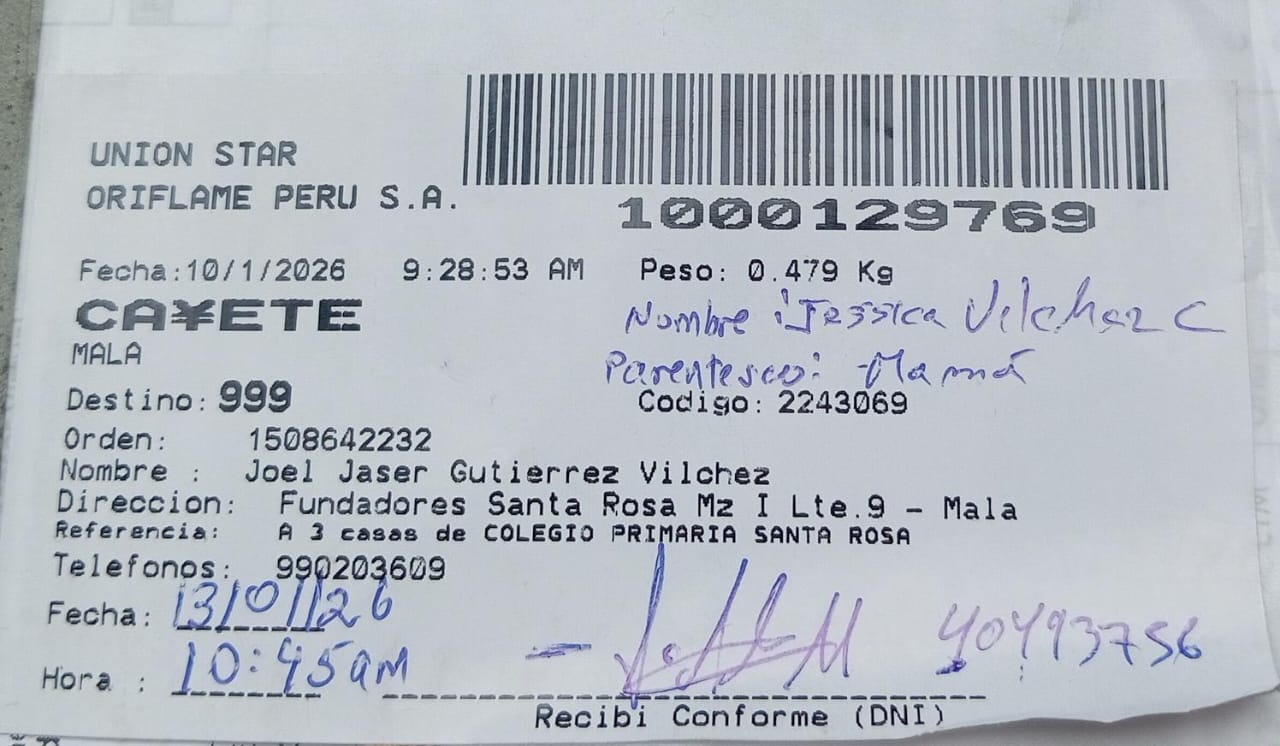 UNION STAR
ORIFLAME PERU S.A.
1000129769
Fecha:10/1/2026 9:28:53 AM Peso: 0.479 Kg
CA¥ETE
Nombre: Jessica Vilchez C
MALA
Parentesco: Mamá
Destino: 999 Codigo: 2243069
Orden: 1508642232
Nombre : Joel Jaser Gutierrez Vilchez
Direccion: Fundadores Santa Rosa Mz I Lte.9 - Mala
Referencia: A 3 casas de COLEGIO PRIMARIA SANTA ROSA
Telefonos: 990203609
Fecha: 13/01/26
Hora : 10:45am 40493756
Recibi Conforme (DNI)